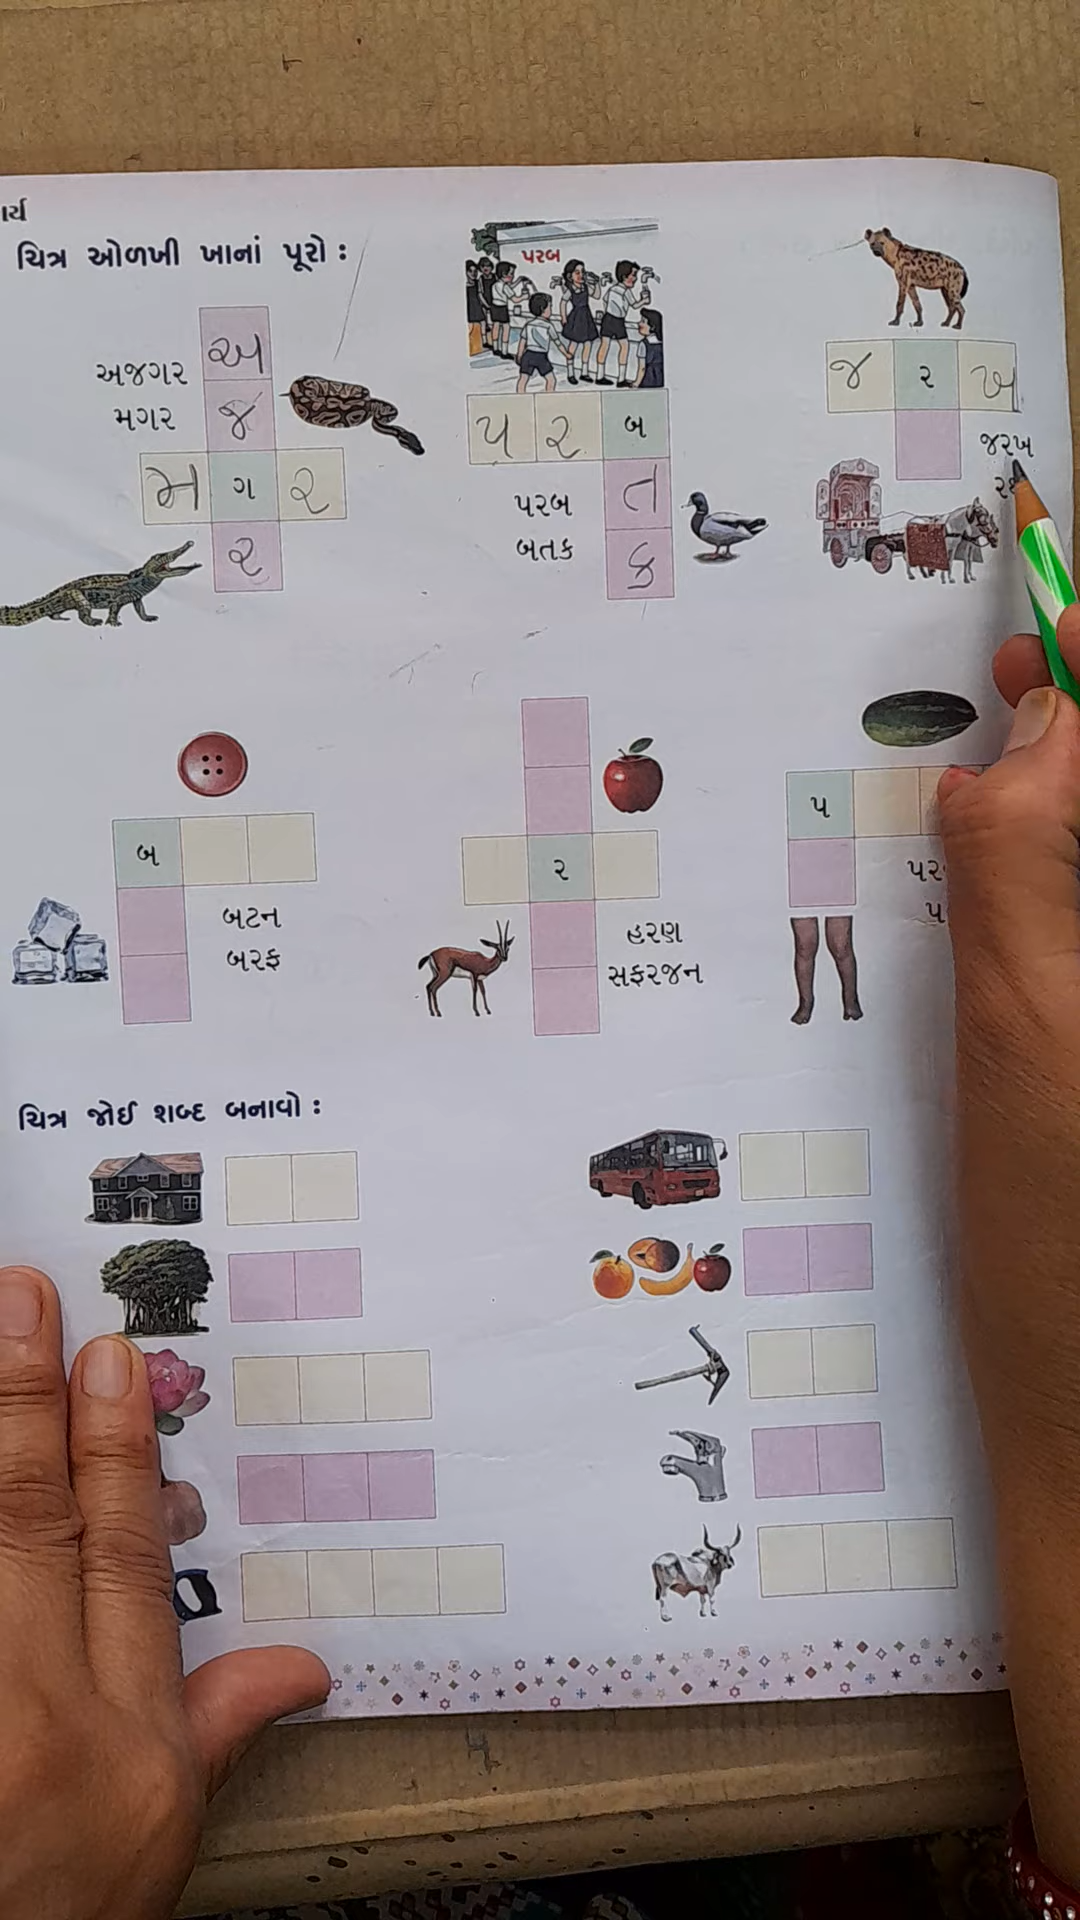 ર્ય
ચિત્ર ઓળખી ખાનાં પૂરો :
પરબ
અ
અજગર
જ
મગર
મ ગ ર
ર
પ ર બ
ત
ક
પરબ
બતક
જ ર ખ
જરખ
બ
બટન
બરફ
ર
હરણ
સફરજન
પ
ચિત્ર જોઈ શબ્દ બનાવો :